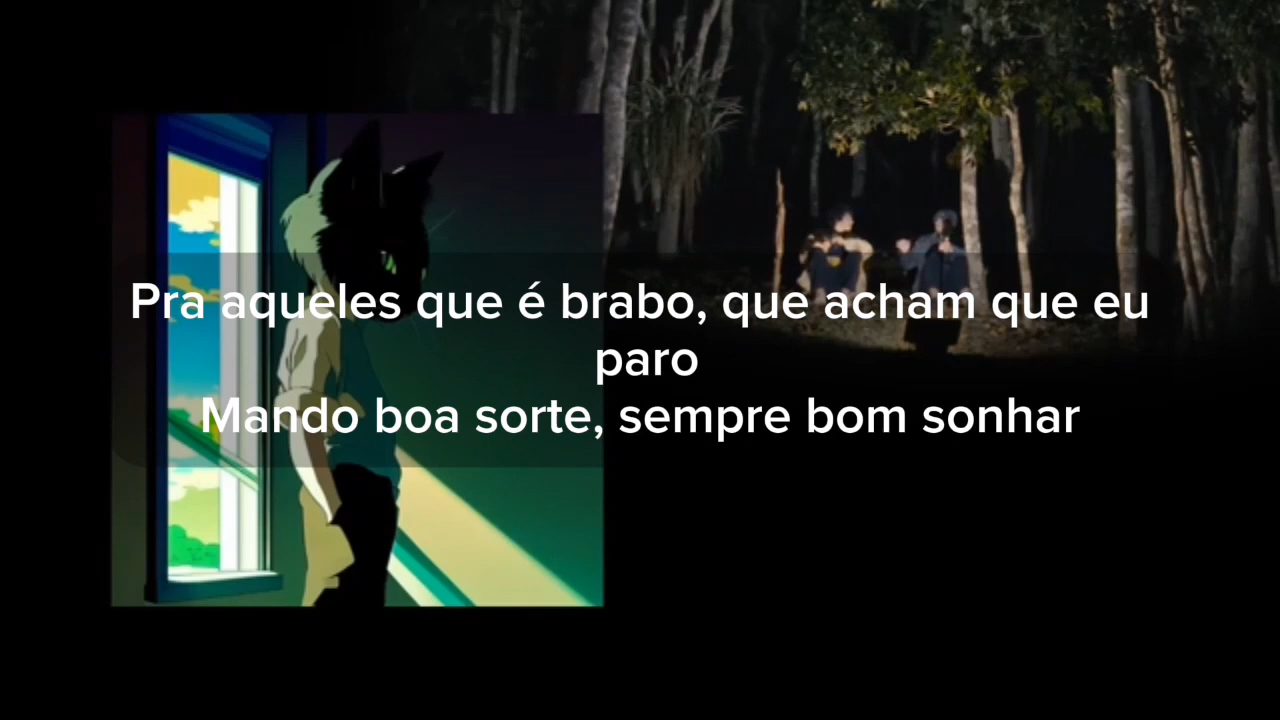 Pra aqueles que é brabo, que acham que eu
paro
Mando boa sorte, sempre bom sonhar